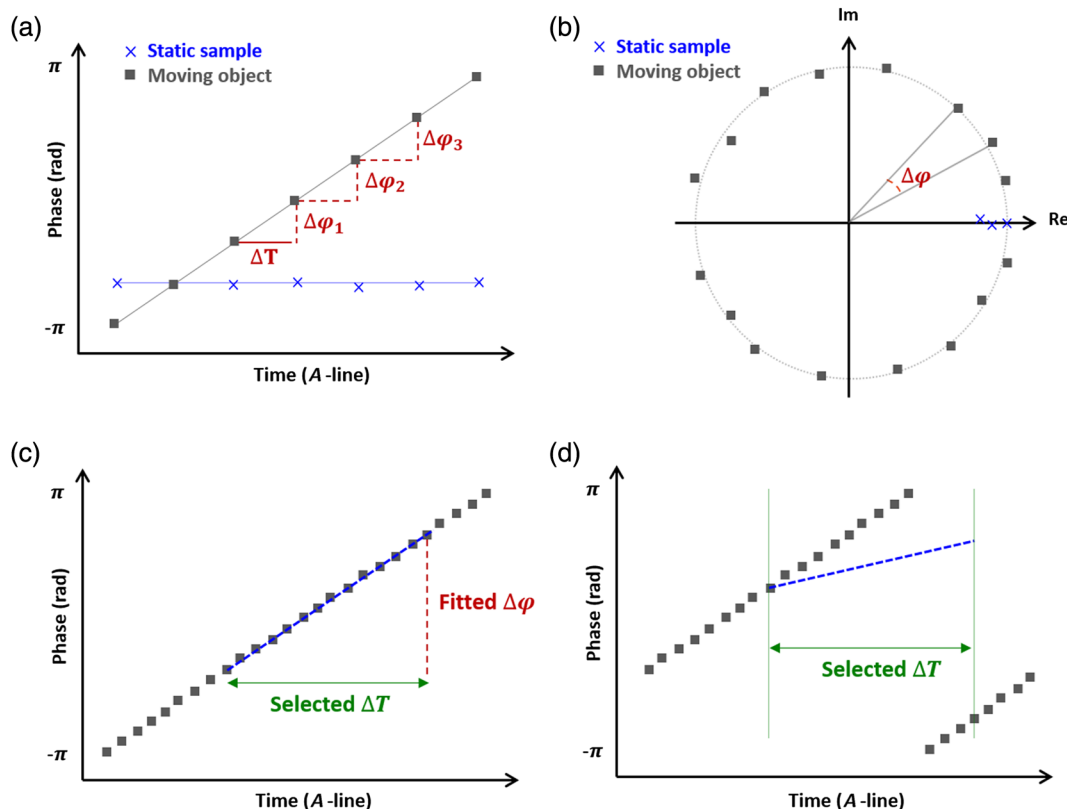 (a)
π
Static sample
Moving object
Δφ₃
Δφ₂
Δφ₁
ΔT
Phase (rad)
-π
Time (A-line)
(b)
Im
Static sample
Moving object
Δφ
Re
(c)
π
Phase (rad)
Fitted Δφ
Selected ΔT
-π
Time (A-line)
(d)
π
Phase (rad)
Selected ΔT
-π
Time (A-line)